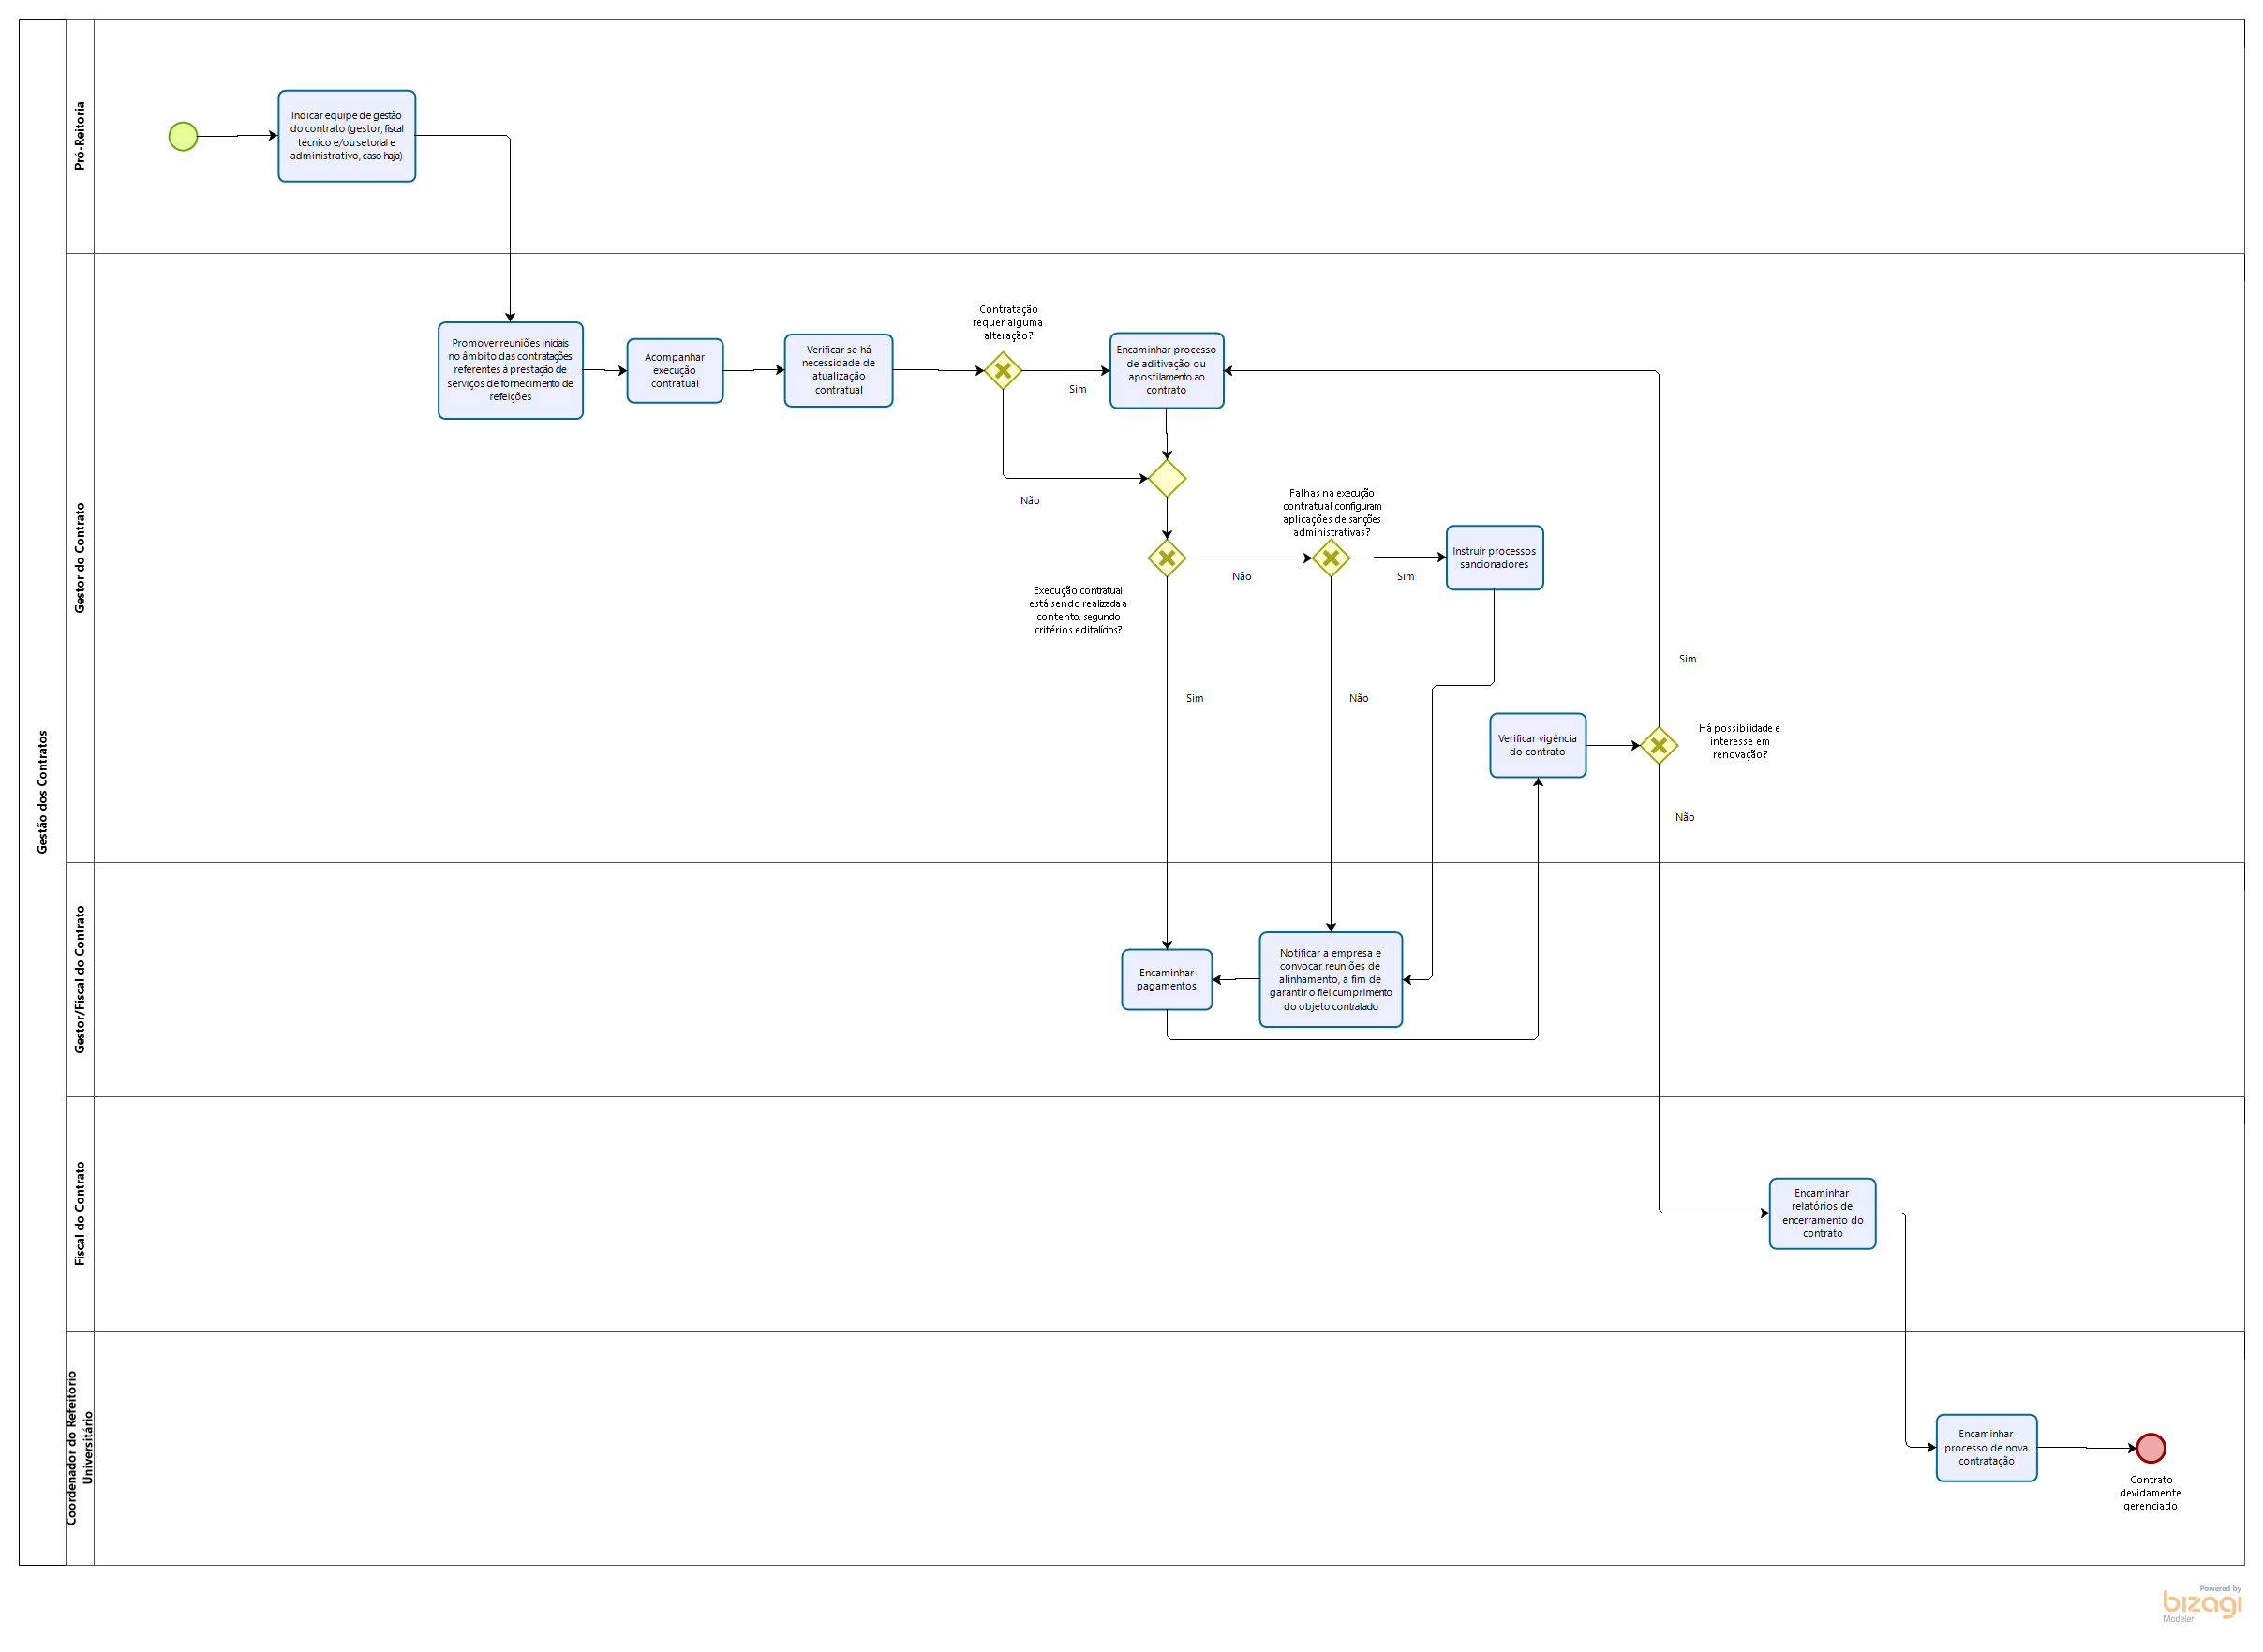 Gestão dos Contratos
Pró-Reitoria
Indicar equipe de gestão
do contrato (gestor, fiscal
técnico e/ou setorial e
administrativo, caso haja)
Gestor do Contrato
Promover reuniões iniciais
no âmbito das contratações
referentes à prestação de
serviços de fornecimento de
refeições
Acompanhar
execução
contratual
Verificar se há
necessidade de
atualização
contratual
Contratação
requer alguma
alteração?
Sim
Não
Encaminhar processo
de aditivação ou
apostilamento ao
contrato
Execução contratual
está sendo realizada a
contento, segundo
critérios editalícios?
Não
Sim
Falhas na execução
contratual configuram
aplicações de sanções
administrativas?
Sim
Não
Instruir processos
sancionadores
Verificar vigência
do contrato
Há possibilidade e
interesse em
renovação?
Sim
Não
Gestor/Fiscal do Contrato
Encaminhar
pagamentos
Notificar a empresa e
convocar reuniões de
alinhamento, a fim de
garantir o fiel cumprimento
do objeto contratado
Fiscal do Contrato
Encaminhar
relatórios de
encerramento do
contrato
Coordenador do Refeitório
Universitário
Encaminhar
processo de nova
contratação
Contrato
devidamente
gerenciado
Powered by
bizagi
Modeler